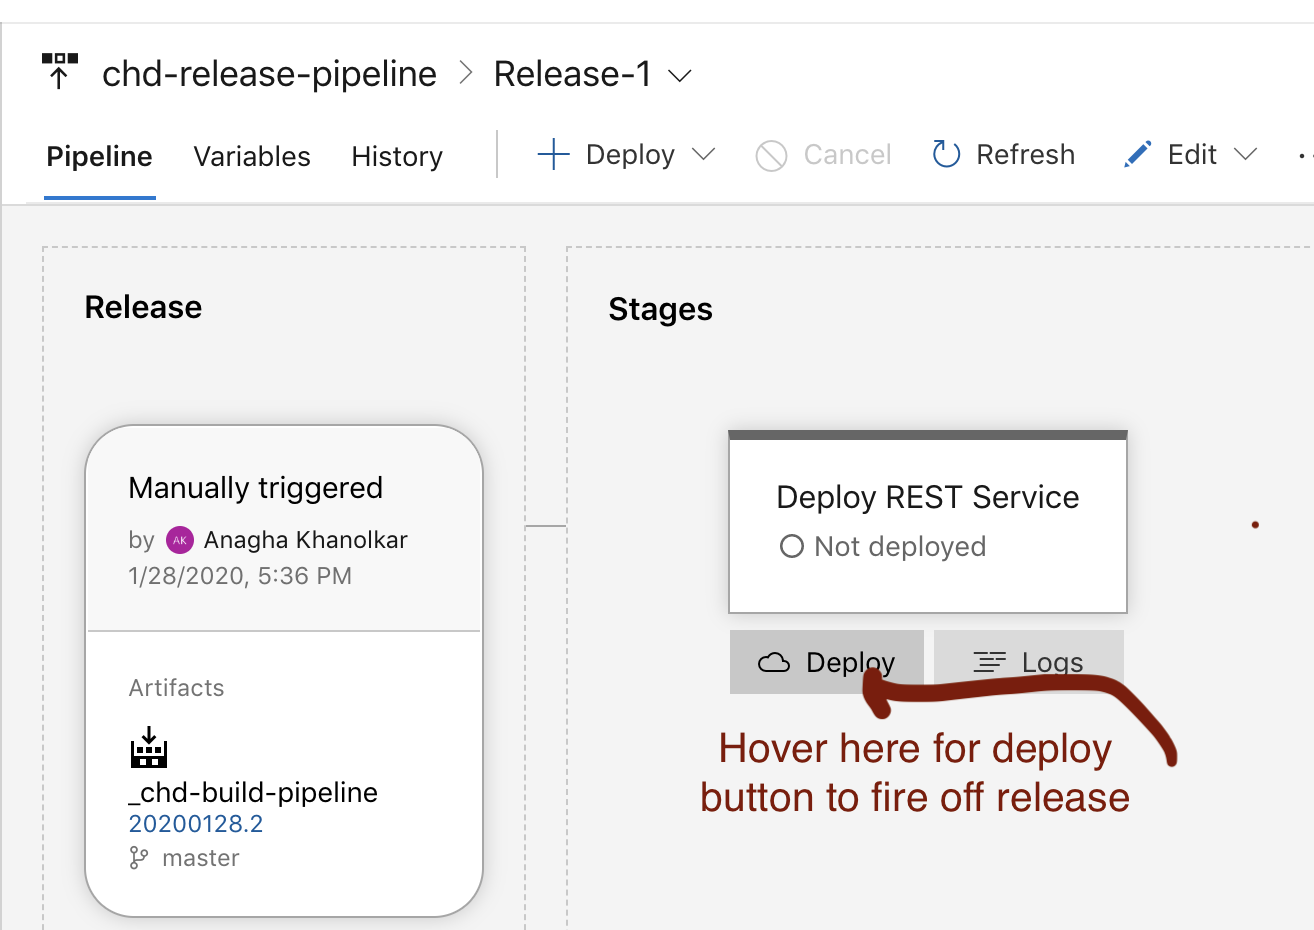 chd-release-pipeline > Release-1
Pipeline Variables History Deploy Cancel Refresh Edit
Release
Stages
Manually triggered
by AK Anagha Khanolkar
1/28/2020, 5:36 PM
Deploy REST Service
Not deployed
Deploy Logs
Hover here for deploy
button to fire off release
Artifacts
_chd-build-pipeline
20200128.2
master